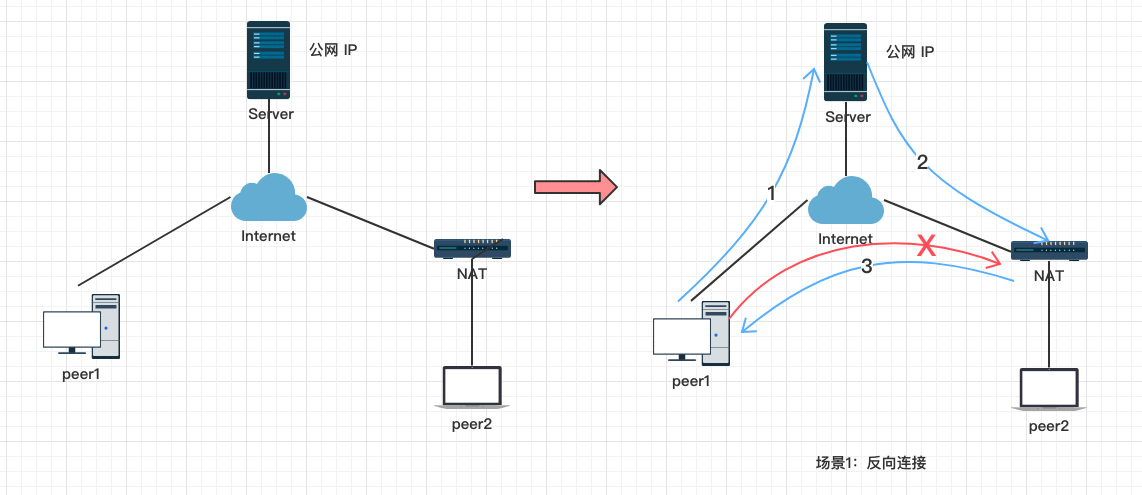 公网 IP
Server
Internet
NAT
peer1
peer2
公网 IP
Server
1
2
Internet
X
3
NAT
peer1
peer2
场景1：反向连接